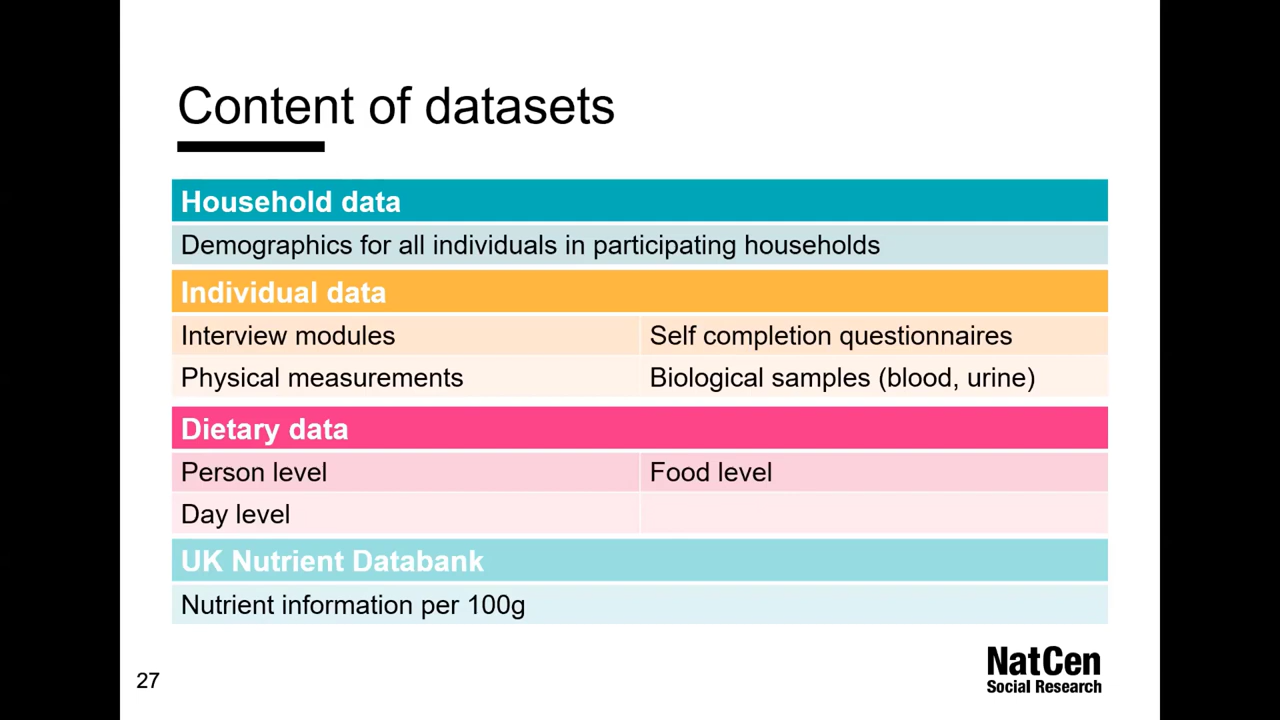 Content of datasets
Household data
Demographics for all individuals in participating households
Individual data
Interview modules
Self completion questionnaires
Physical measurements
Biological samples (blood, urine)
Dietary data
Person level
Food level
Day level
UK Nutrient Databank
Nutrient information per 100g
27
NatCen
Social Research